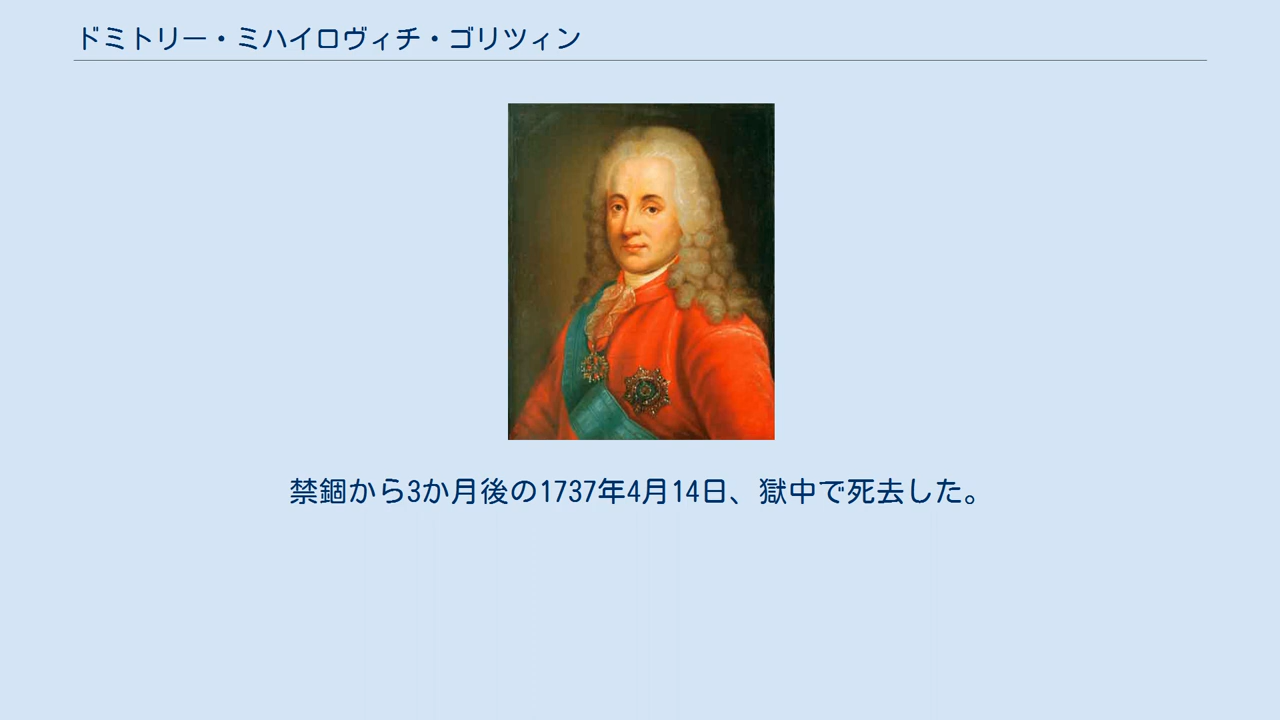 ドミトリー・ミハイロヴィチ・ゴリツィン
禁錮から3か月後の1737年4月14日、獄中で死去した。